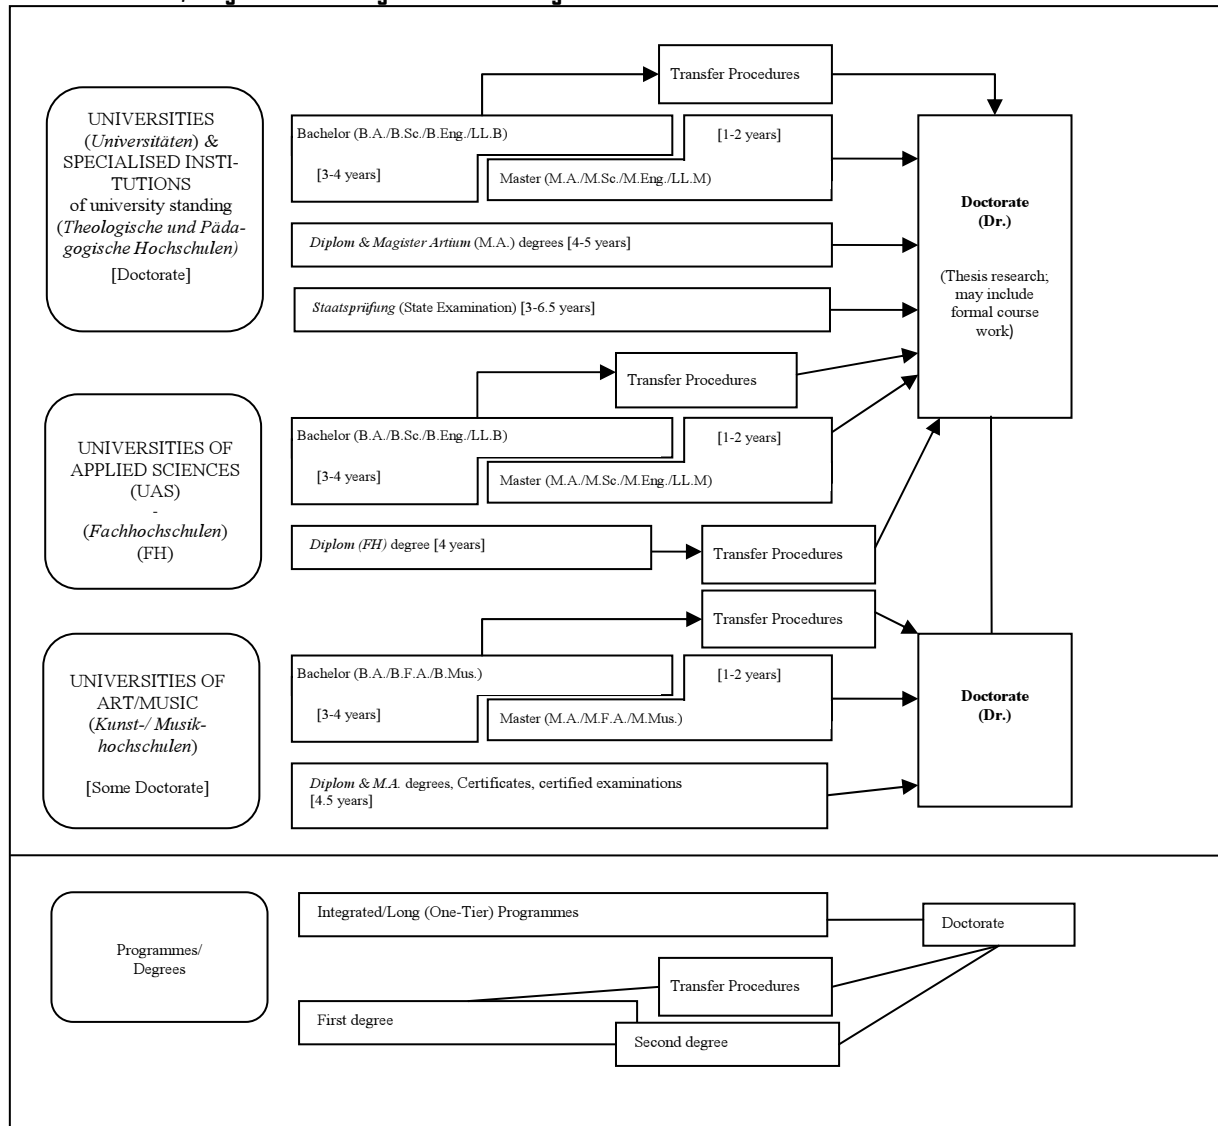 Transfer Procedures
UNIVERSITIES
(Universitäten) &
SPECIALISED INSTI-
TUTIONS
of university standing
(Theologische und Päda-
gogische Hochschulen)
[Doctorate]
Bachelor (B.A./B.Sc./B.Eng./LL.B)
[3-4 years]
[1-2 years]
Master (M.A./M.Sc./M.Eng./LL.M)
Diplom & Magister Artium (M.A.) degrees [4-5 years]
Staatsprüfung (State Examination) [3-6.5 years]
Doctorate
(Dr.)
(Thesis research;
may include
formal course
work)
Transfer Procedures
UNIVERSITIES OF
APPLIED SCIENCES
(UAS)
-
(Fachhochschulen)
(FH)
Bachelor (B.A./B.Sc./B.Eng./LL.B)
[3-4 years]
[1-2 years]
Master (M.A./M.Sc./M.Eng./LL.M)
Diplom (FH) degree [4 years]
Transfer Procedures
Transfer Procedures
UNIVERSITIES OF
ART/MUSIC
(Kunst-/ Musik-
hochschulen)
[Some Doctorate]
Bachelor (B.A./B.F.A./B.Mus.)
[3-4 years]
[1-2 years]
Master (M.A./M.F.A./M.Mus.)
Diplom & M.A. degrees, Certificates, certified examinations
[4.5 years]
Doctorate
(Dr.)
Programmes/
Degrees
Integrated/Long (One-Tier) Programmes
Doctorate
Transfer Procedures
First degree
Second degree